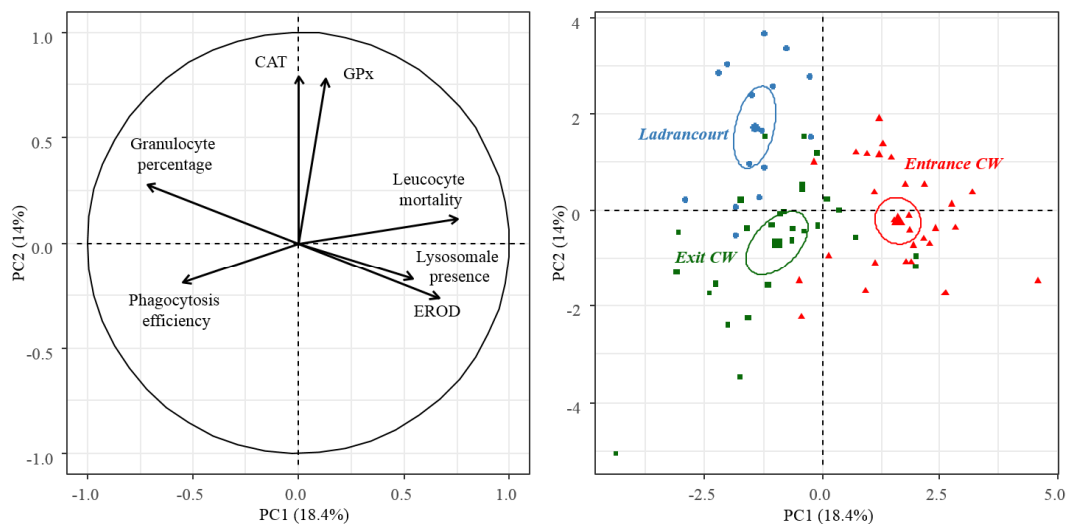 1.0
0.5
0.0
-0.5
-1.0
PC2 (14%)
CAT
GPx
Granulocyte
percentage
Leucocyte
mortality
Lysosomale
presence
EROD
Phagocytosis
efficiency
-1.0
-0.5
0.0
0.5
1.0
PC1 (18.4%)
4
2
0
-2
-4
PC2 (14%)
Ladrancourt
Entrance CW
Exit CW
-2.5
0.0
2.5
5.0
PC1 (18.4%)